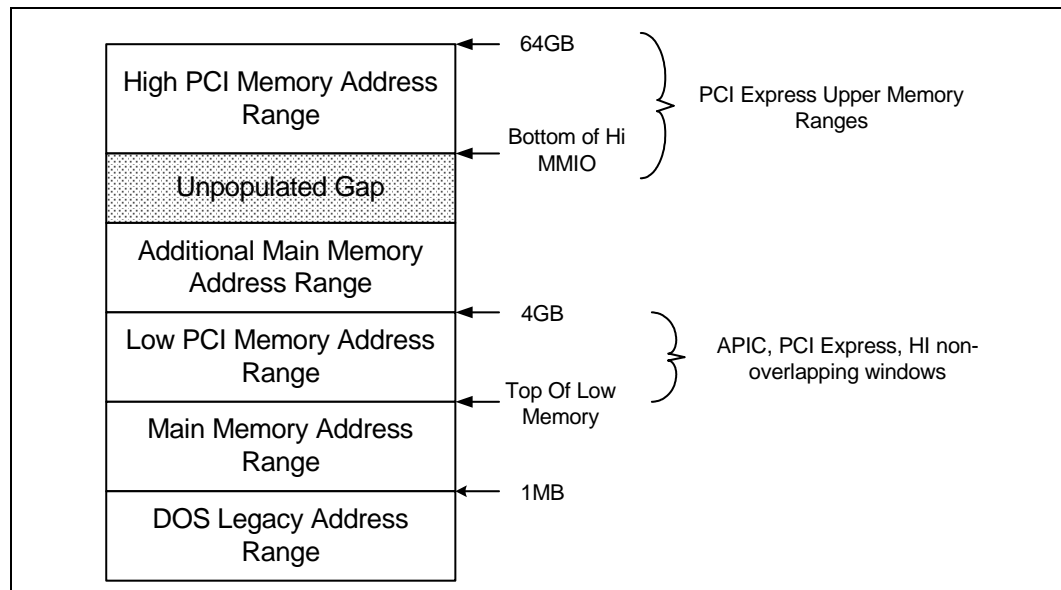 64GB
High PCI Memory Address
Range
PCI Express Upper Memory
Ranges
Bottom of Hi
MMIO
Unpopulated Gap
Additional Main Memory
Address Range
4GB
Low PCI Memory Address
Range
APIC, PCI Express, HI non-
overlapping windows
Top Of Low
Memory
Main Memory Address
Range
1MB
DOS Legacy Address
Range